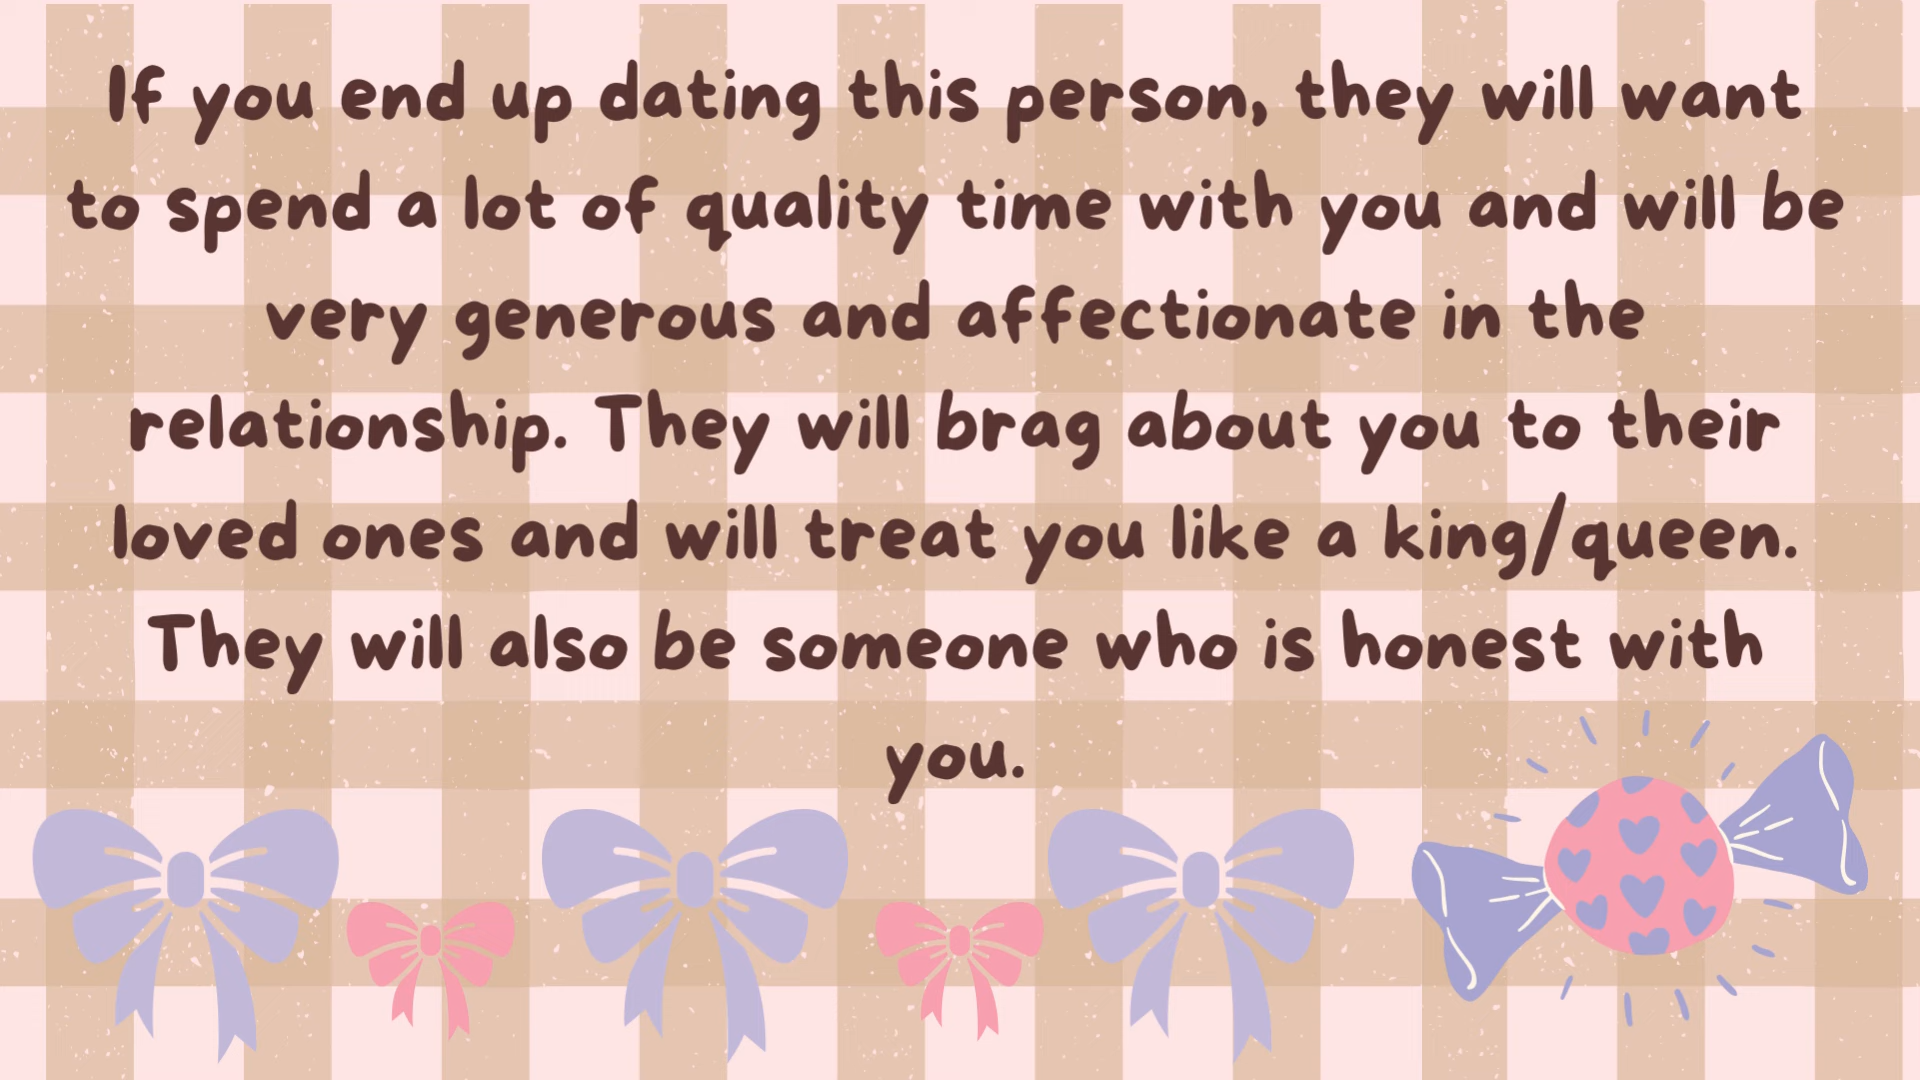 If you end up dating this person, they will want
to spend a lot of quality time with you and will be
very generous and affectionate in the
relationship. They will brag about you to their
loved ones and will treat you like a king/queen.
They will also be someone who is honest with
you.